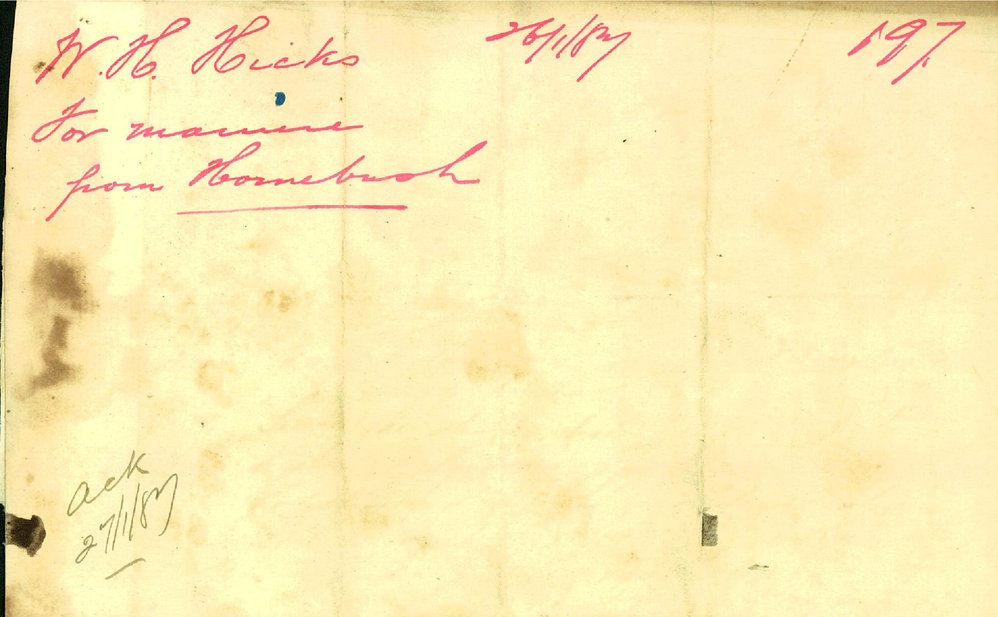 W. H. Hicks 26/1/87 197.
For manure
from Homebush
Ack
27/1/87